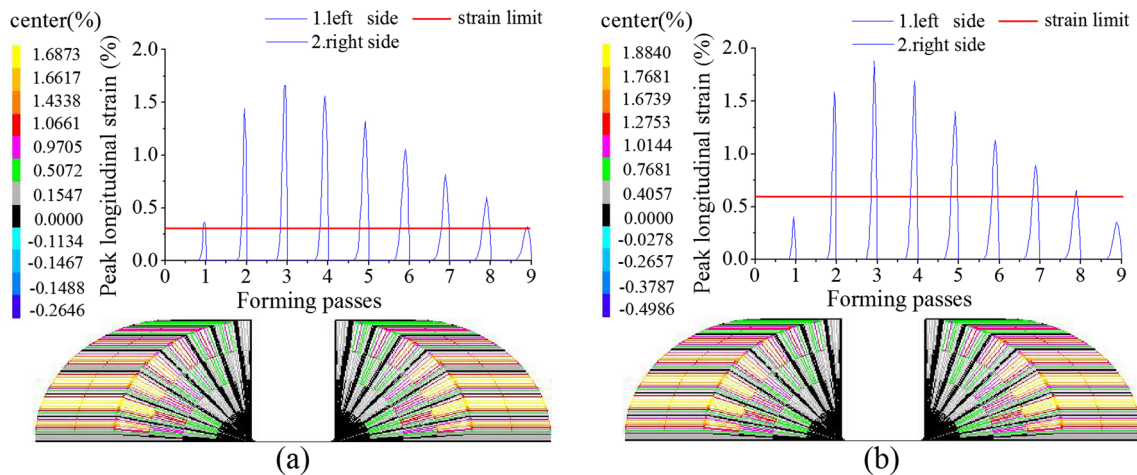 center(%)
1.left side
strain limit
2.right side
1.6873
1.6617
1.4338
1.0661
0.9705
0.5072
0.1547
0.0000
-0.1134
-0.1467
-0.1488
-0.2646
Peak longitudinal strain (%)
2.0
1.5
1.0
0.5
0.0
0 1 2 3 4 5 6 7 8 9
Forming passes
(a)
center(%)
1.left side
strain limit
2.right side
1.8840
1.7681
1.6739
1.2753
1.0144
0.7681
0.4057
0.0000
-0.0278
-0.2657
-0.3787
-0.4986
Peak longitudinal strain (%)
2.0
1.5
1.0
0.5
0.0
0 1 2 3 4 5 6 7 8 9
Forming passes
(b)